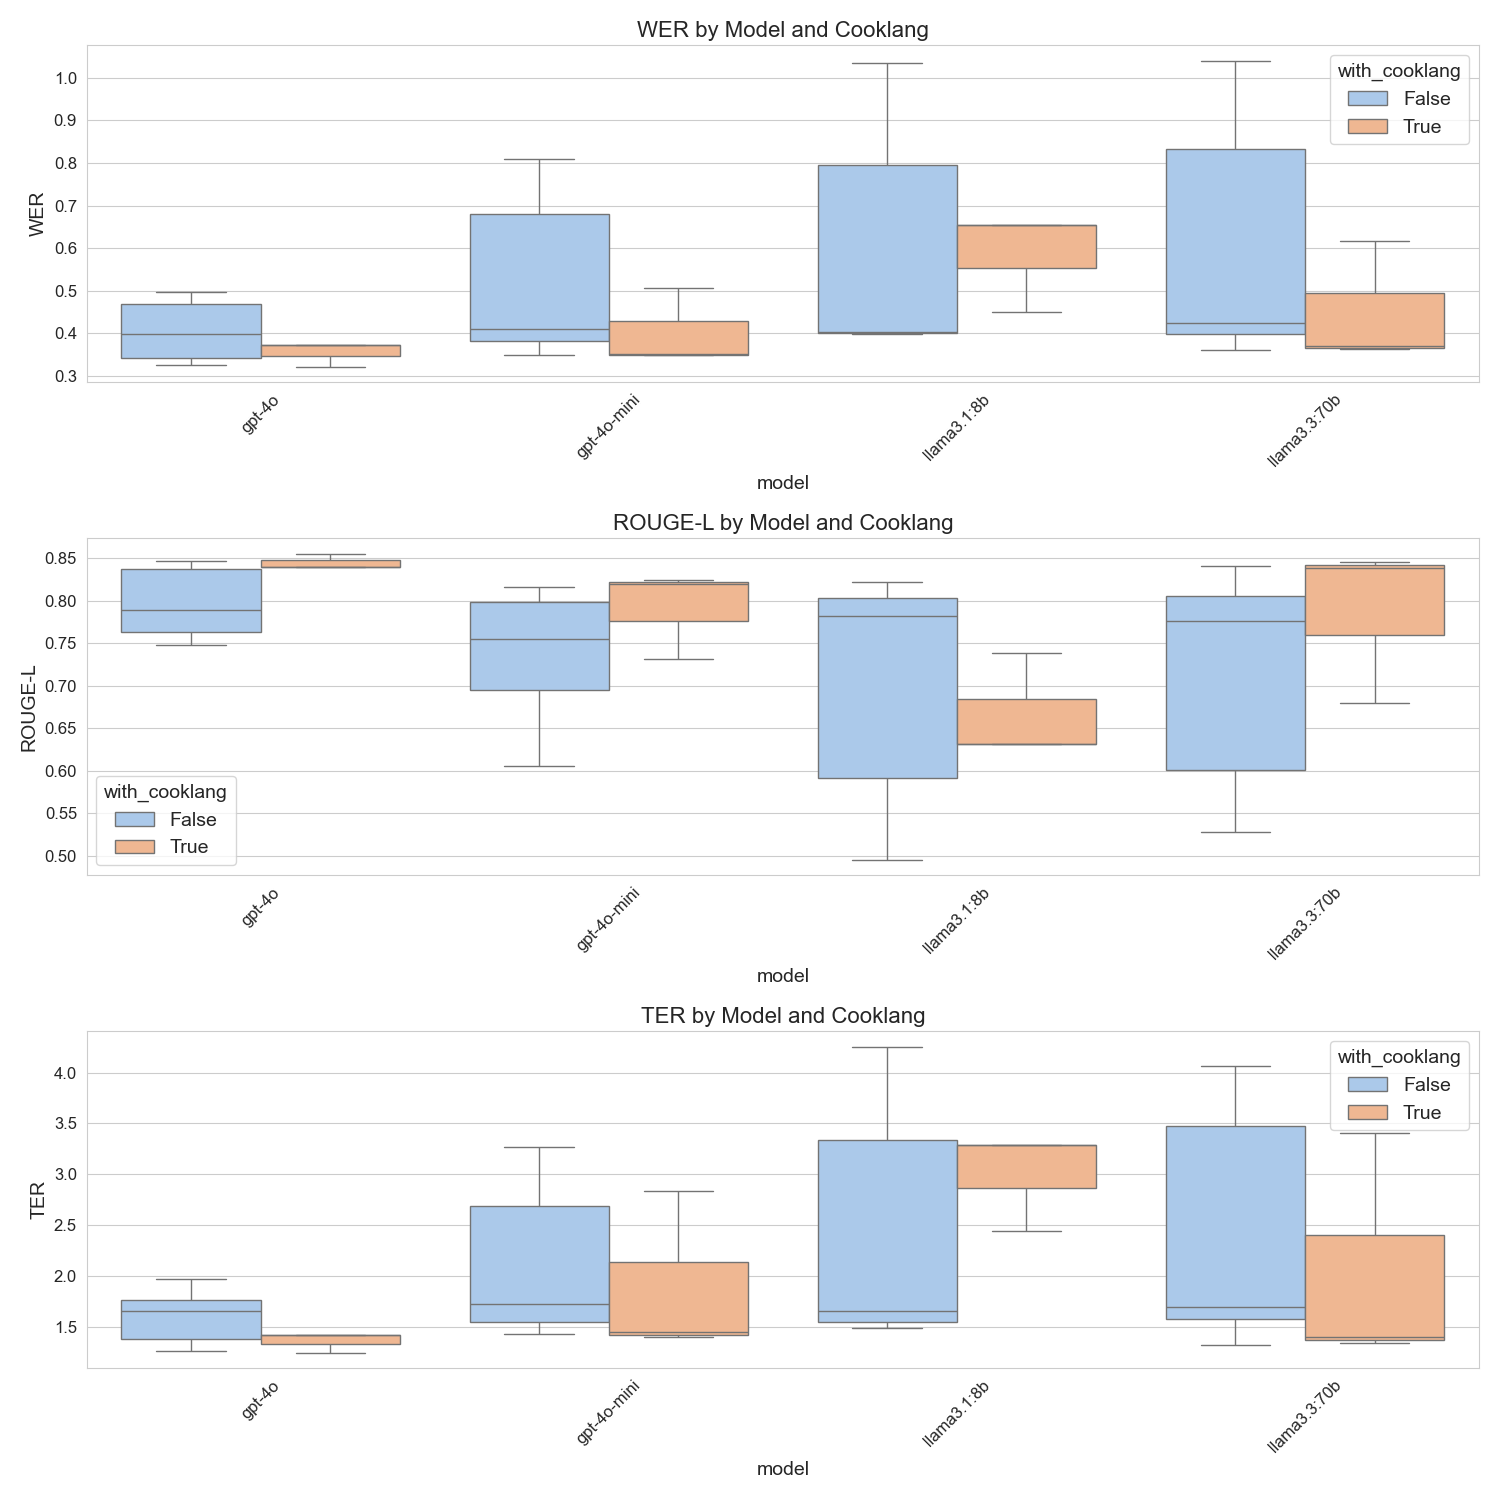 WER by Model and Cooklang
WER
1.0
0.9
0.8
0.7
0.6
0.5
0.4
0.3
with_cooklang
False
True
gpt-4o
gpt-4o-mini
llama3.1:8b
llama3.3:70b
model
ROUGE-L by Model and Cooklang
ROUGE-L
0.85
0.80
0.75
0.70
0.65
0.60
0.55
0.50
with_cooklang
False
True
gpt-4o
gpt-4o-mini
llama3.1:8b
llama3.3:70b
model
TER by Model and Cooklang
TER
4.0
3.5
3.0
2.5
2.0
1.5
with_cooklang
False
True
gpt-4o
gpt-4o-mini
llama3.1:8b
llama3.3:70b
model